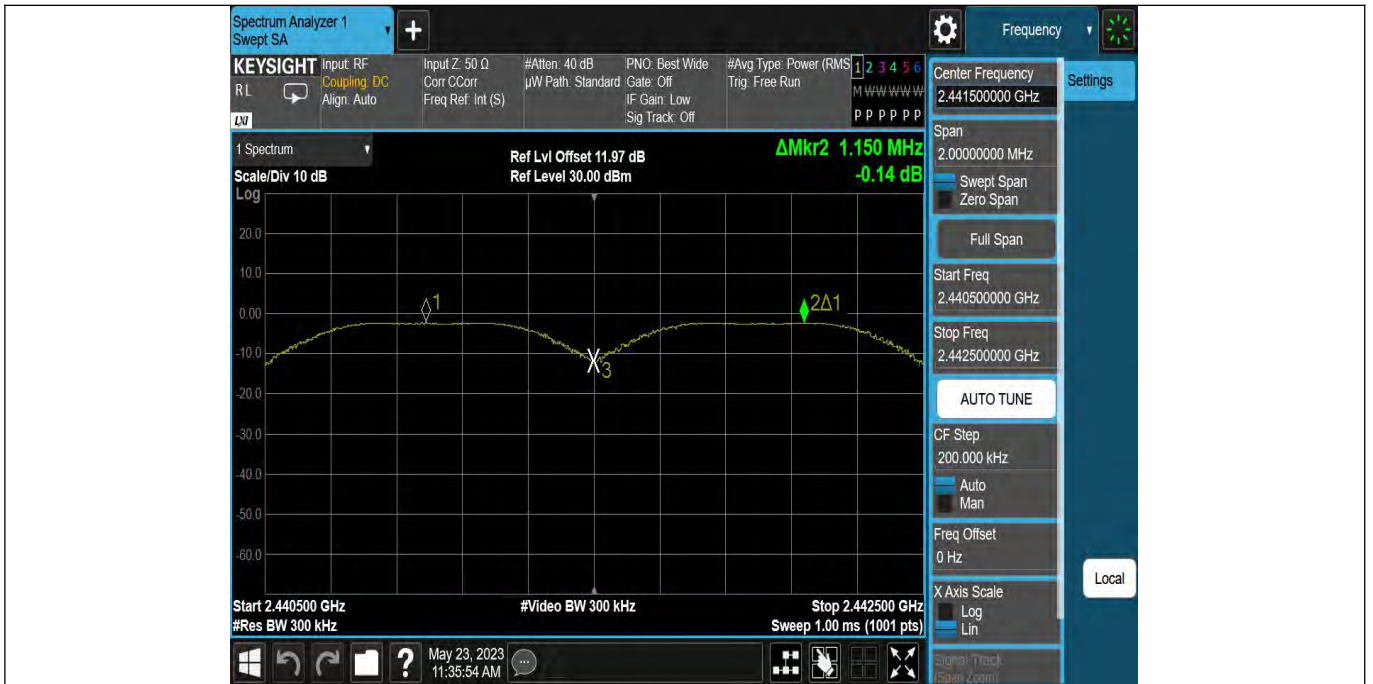 Spectrum Analyzer 1
Swept SA
+
Frequency
KEYSIGHT
RL
LXI
Input: RF
Coupling: DC
Align: Auto
Input Z: 50 Ω
Corr CCorr
Freq Ref: Int (S)
#Atten: 40 dB
µW Path: Standard
PNO: Best Wide
Gate: Off
IF Gain: Low
Sig Track: Off
#Avg Type: Power (RMS
Trig: Free Run
1 2 3 4 5 6
M W W W W W
P P P P P P
1 Spectrum
Scale/Div 10 dB
Ref Lvl Offset 11.97 dB
Ref Level 30.00 dBm
ΔMkr2 1.150 MHz
-0.14 dB
Log
20.0
10.0
0.00
-10.0
-20.0
-30.0
-40.0
-50.0
-60.0
1
2Δ1
3
Start 2.440500 GHz
#Res BW 300 kHz
#Video BW 300 kHz
Stop 2.442500 GHz
Sweep 1.00 ms (1001 pts)
?
May 23, 2023
11:35:54 AM
Center Frequency
2.441500000 GHz
Settings
Span
2.00000000 MHz
Swept Span
Zero Span
Full Span
Start Freq
2.440500000 GHz
Stop Freq
2.442500000 GHz
AUTO TUNE
CF Step
200.000 kHz
Auto
Man
Freq Offset
0 Hz
X Axis Scale
Log
Lin
Signal Track
(Span Zoom)
Local